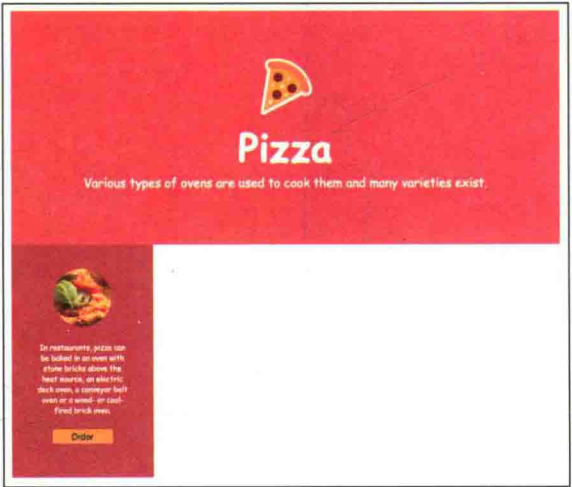 Pizza
Various types of ovens are used to cook them and many varieties exist.
In restaurants, pizza can
be baked in an oven with
stone bricks above the
heat source, an electric
deck oven, a conveyor belt
oven or a wood- or coal-
fired brick oven.
Order